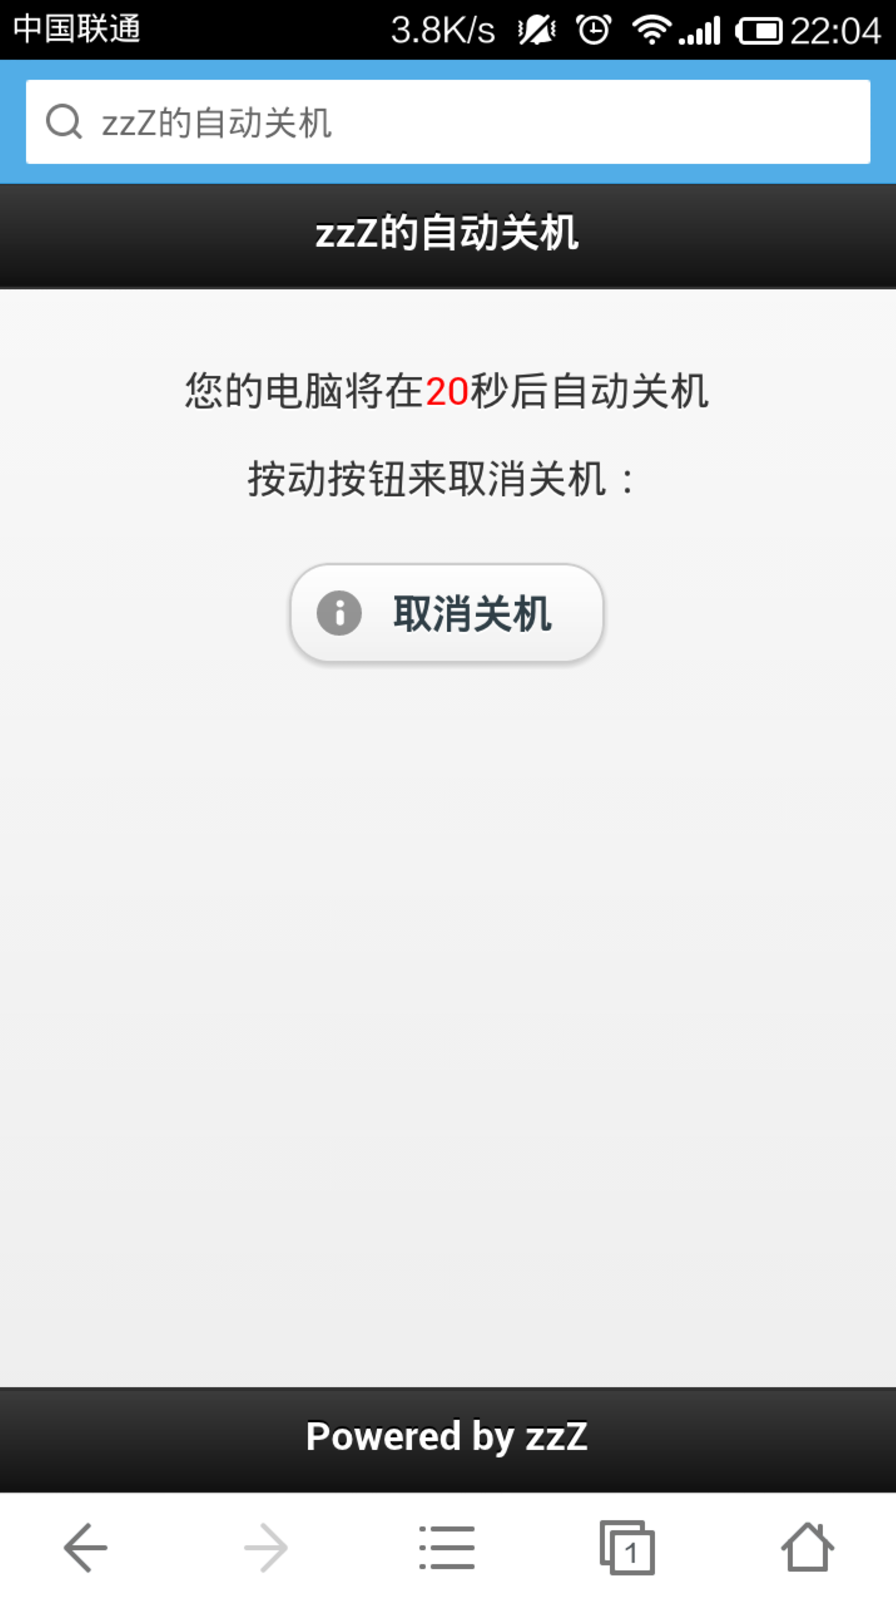 中国联通 3.8K/s 22:04
zzZ的自动关机
zzZ的自动关机
您的电脑将在20秒后自动关机
按动按钮来取消关机：
取消关机
Powered by zzZ
1